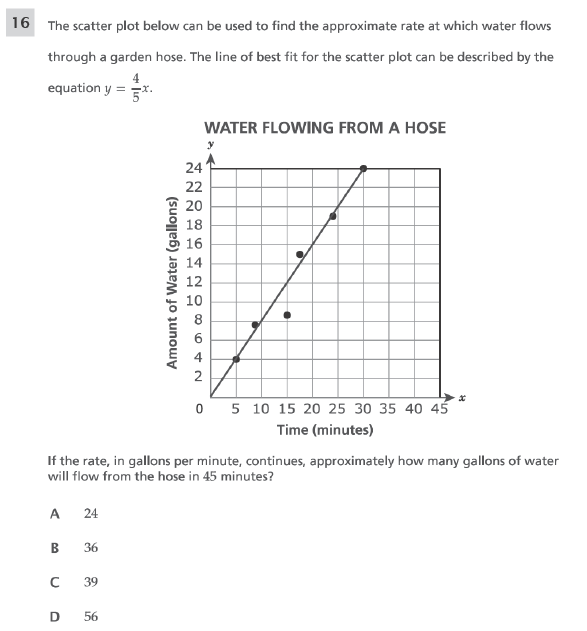 16 The scatter plot below can be used to find the approximate rate at which water flows
through a garden hose. The line of best fit for the scatter plot can be described by the
equation y = 4/5 x.
WATER FLOWING FROM A HOSE
y
24
22
20
18
16
14
12
10
8
6
4
2
Amount of Water (gallons)
0 5 10 15 20 25 30 35 40 45 x
Time (minutes)
If the rate, in gallons per minute, continues, approximately how many gallons of water
will flow from the hose in 45 minutes?
A 24
B 36
C 39
D 56